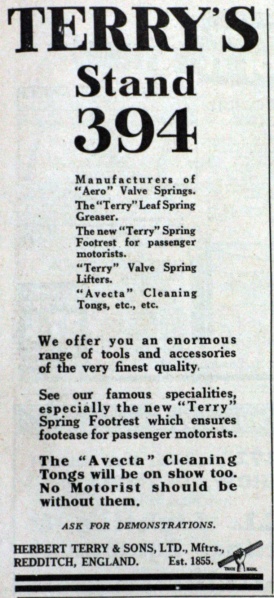 TERRY'S
Stand
394
Manufacturers of
"Aero" Valve Springs.
The "Terry" Leaf Spring
Greaser.
The new "Terry" Spring
Footrest for passenger
motorists.
"Terry" Valve Spring
Lifters.
"Avecta" Cleaning
Tongs, etc., etc.
We offer you an enormous
range of tools and accessories
of the very finest quality.
See our famous specialities,
especially the new "Terry"
Spring Footrest which ensures
footease for passenger motorists.
The "Avecta" Cleaning
Tongs will be on show too.
No Motorist should be
without them.
ASK FOR DEMONSTRATIONS.
HERBERT TERRY & SONS, LTD., Mftrs.,
REDDITCH, ENGLAND. Est. 1855.
TRADE MARK.